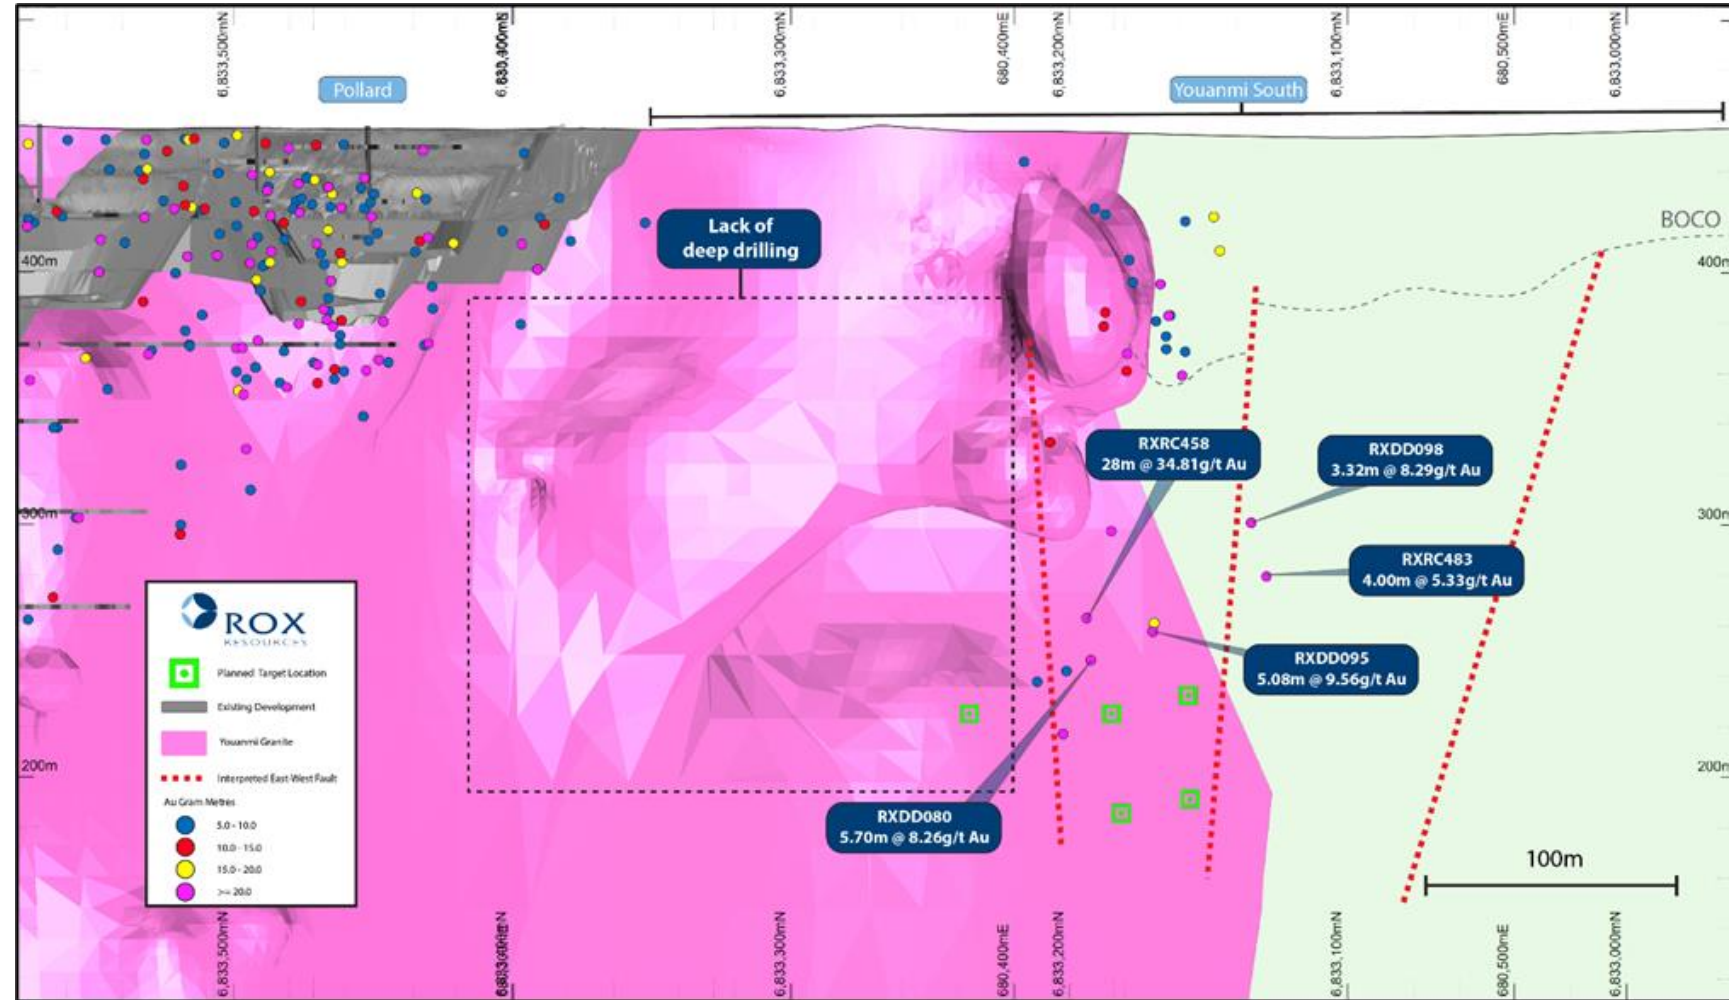 6,833,500mN
6,833,300mN
680,400mE
6,833,200mN
6,833,100mN
680,500mE
6,833,000mN
Pollard
Youanmi South
Lack of
deep drilling
BOCO
400m
400m
RXRC458
28m @ 34.81g/t Au
RXDD098
3.32m @ 8.29g/t Au
300m
300m
RXRC483
4.00m @ 5.33g/t Au
ROX
RESOURCES
Planned Target Location
Existing Development
Youanmi Granite
Interpreted East-West Fault
Au Gram Metres
5.0 - 10.0
10.0 - 15.0
15.0 - 20.0
>= 20.0
RXDD095
5.08m @ 9.56g/t Au
200m
200m
RXDD080
5.70m @ 8.26g/t Au
100m
6,833,500mN
6,833,300mN
680,400mE
6,833,200mN
6,833,100mN
680,500mE
6,833,000mN